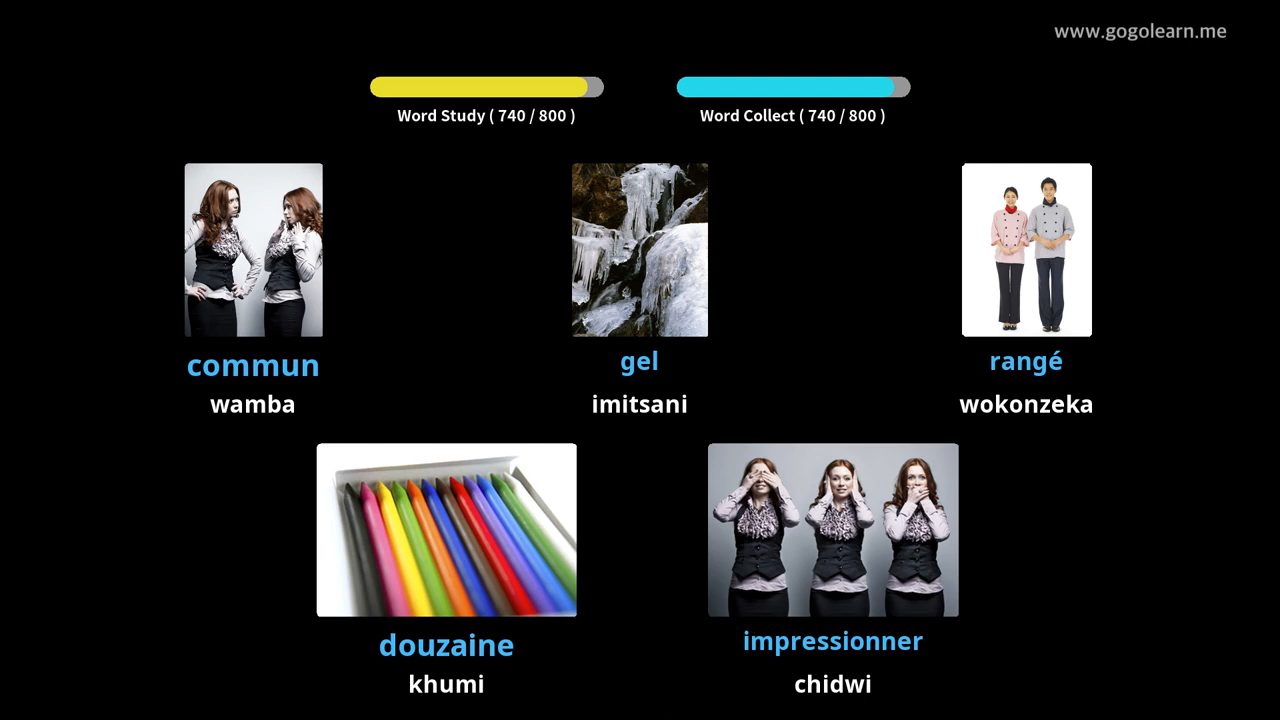 www.gogolearn.me
Word Study ( 740 / 800 )
Word Collect ( 740 / 800 )
commun
wamba
gel
imitsani
rangé
wokonzeka
douzaine
khumi
impressionner
chidwi